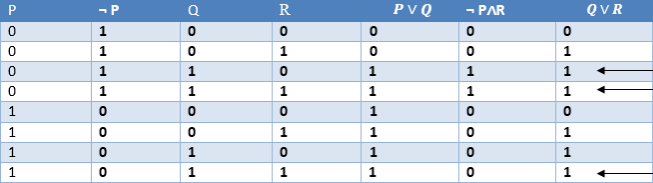 P ¬ P Q R P ∨ Q ¬ P∧R Q ∨ R
0 1 0 0 0 0 0
0 1 0 1 0 0 1
0 1 1 0 1 1 1
0 1 1 1 1 1 1
1 0 0 0 1 0 0
1 0 0 1 1 0 1
1 0 1 0 1 0 1
1 0 1 1 1 0 1